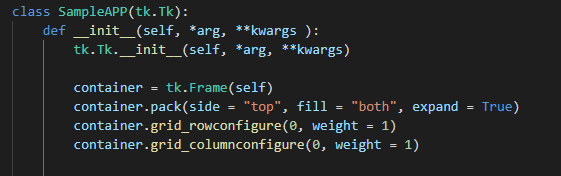 class SampleAPP(tk.Tk):
    def __init__(self, *arg, **kwargs ):
        tk.Tk.__init__(self, *arg, **kwargs)

        container = tk.Frame(self)
        container.pack(side = "top", fill = "both", expand = True)
        container.grid_rowconfigure(0, weight = 1)
        container.grid_columnconfigure(0, weight = 1)